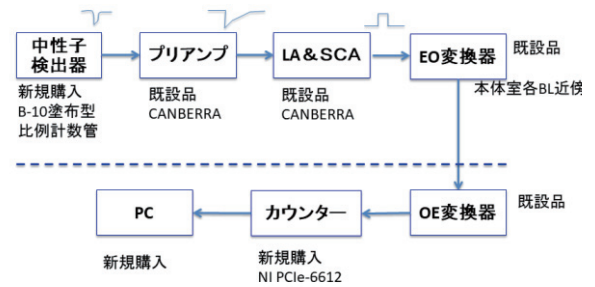 中性子
検出器
プリアンプ
LA&SCA
EO変換器
既設品
新規購入
B-10塗布型
比例計数管
既設品
CANBERRA
既設品
CANBERRA
本体室各BL近傍
PC
カウンター
OE変換器
既設品
新規購入
新規購入
NI PCIe-6612